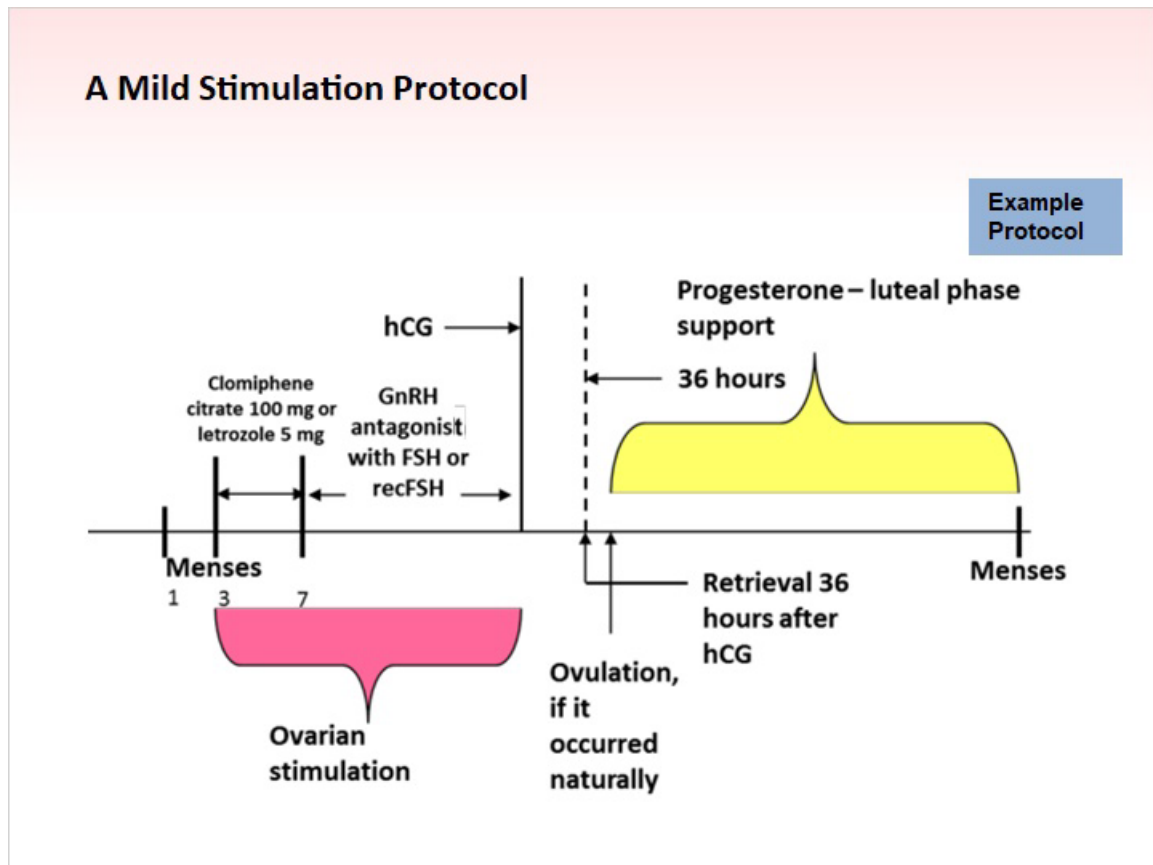 A Mild Stimulation Protocol
Example
Protocol
hCG
Progesterone – luteal phase
support
36 hours
Clomiphene
citrate 100 mg or
letrozole 5 mg
GnRH
antagonist
with FSH or
recFSH
Menses
1
3
7
Menses
Retrieval 36
hours after
hCG
Ovulation,
if it
occurred
naturally
Ovarian
stimulation